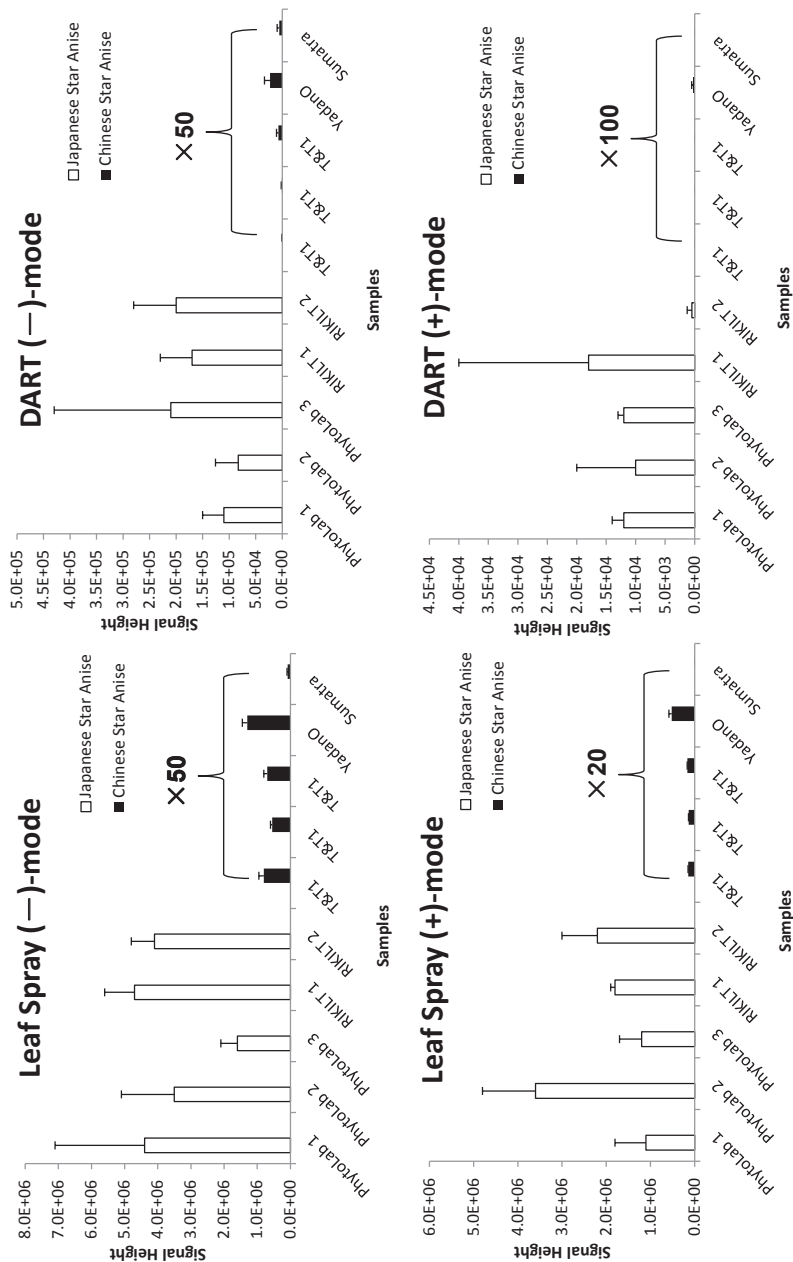 Leaf Spray (—)-mode
8.0E+06
7.0E+06
6.0E+06
5.0E+06
4.0E+06
3.0E+06
2.0E+06
1.0E+06
0.0E+00
Signal Height
Japanese Star Anise
Chinese Star Anise
×50
PhytoLab 1
PhytoLab 2
PhytoLab 3
RIKILT 1
RIKILT 2
T&T1
T&T1
T&T1
YadanO
Sumatra
Samples
DART (—)-mode
5.0E+05
4.5E+05
4.0E+05
3.5E+05
3.0E+05
2.5E+05
2.0E+05
1.5E+05
1.0E+05
5.0E+04
0.0E+00
Signal Height
Japanese Star Anise
Chinese Star Anise
×50
PhytoLab 1
PhytoLab 2
PhytoLab 3
RIKILT 1
RIKILT 2
T&T1
T&T1
T&T1
YadanO
Sumatra
Samples
Leaf Spray (+)-mode
6.0E+06
5.0E+06
4.0E+06
3.0E+06
2.0E+06
1.0E+06
0.0E+00
Signal Height
Japanese Star Anise
Chinese Star Anise
×20
PhytoLab 1
PhytoLab 2
PhytoLab 3
RIKILT 1
RIKILT 2
T&T1
T&T1
T&T1
YadanO
Sumatra
Samples
DART (+)-mode
4.5E+04
4.0E+04
3.5E+04
3.0E+04
2.5E+04
2.0E+04
1.5E+04
1.0E+04
5.0E+03
0.0E+00
Signal Height
Japanese Star Anise
Chinese Star Anise
×100
PhytoLab 1
PhytoLab 2
PhytoLab 3
RIKILT 1
RIKILT 2
T&T1
T&T1
T&T1
YadanO
Sumatra
Samples